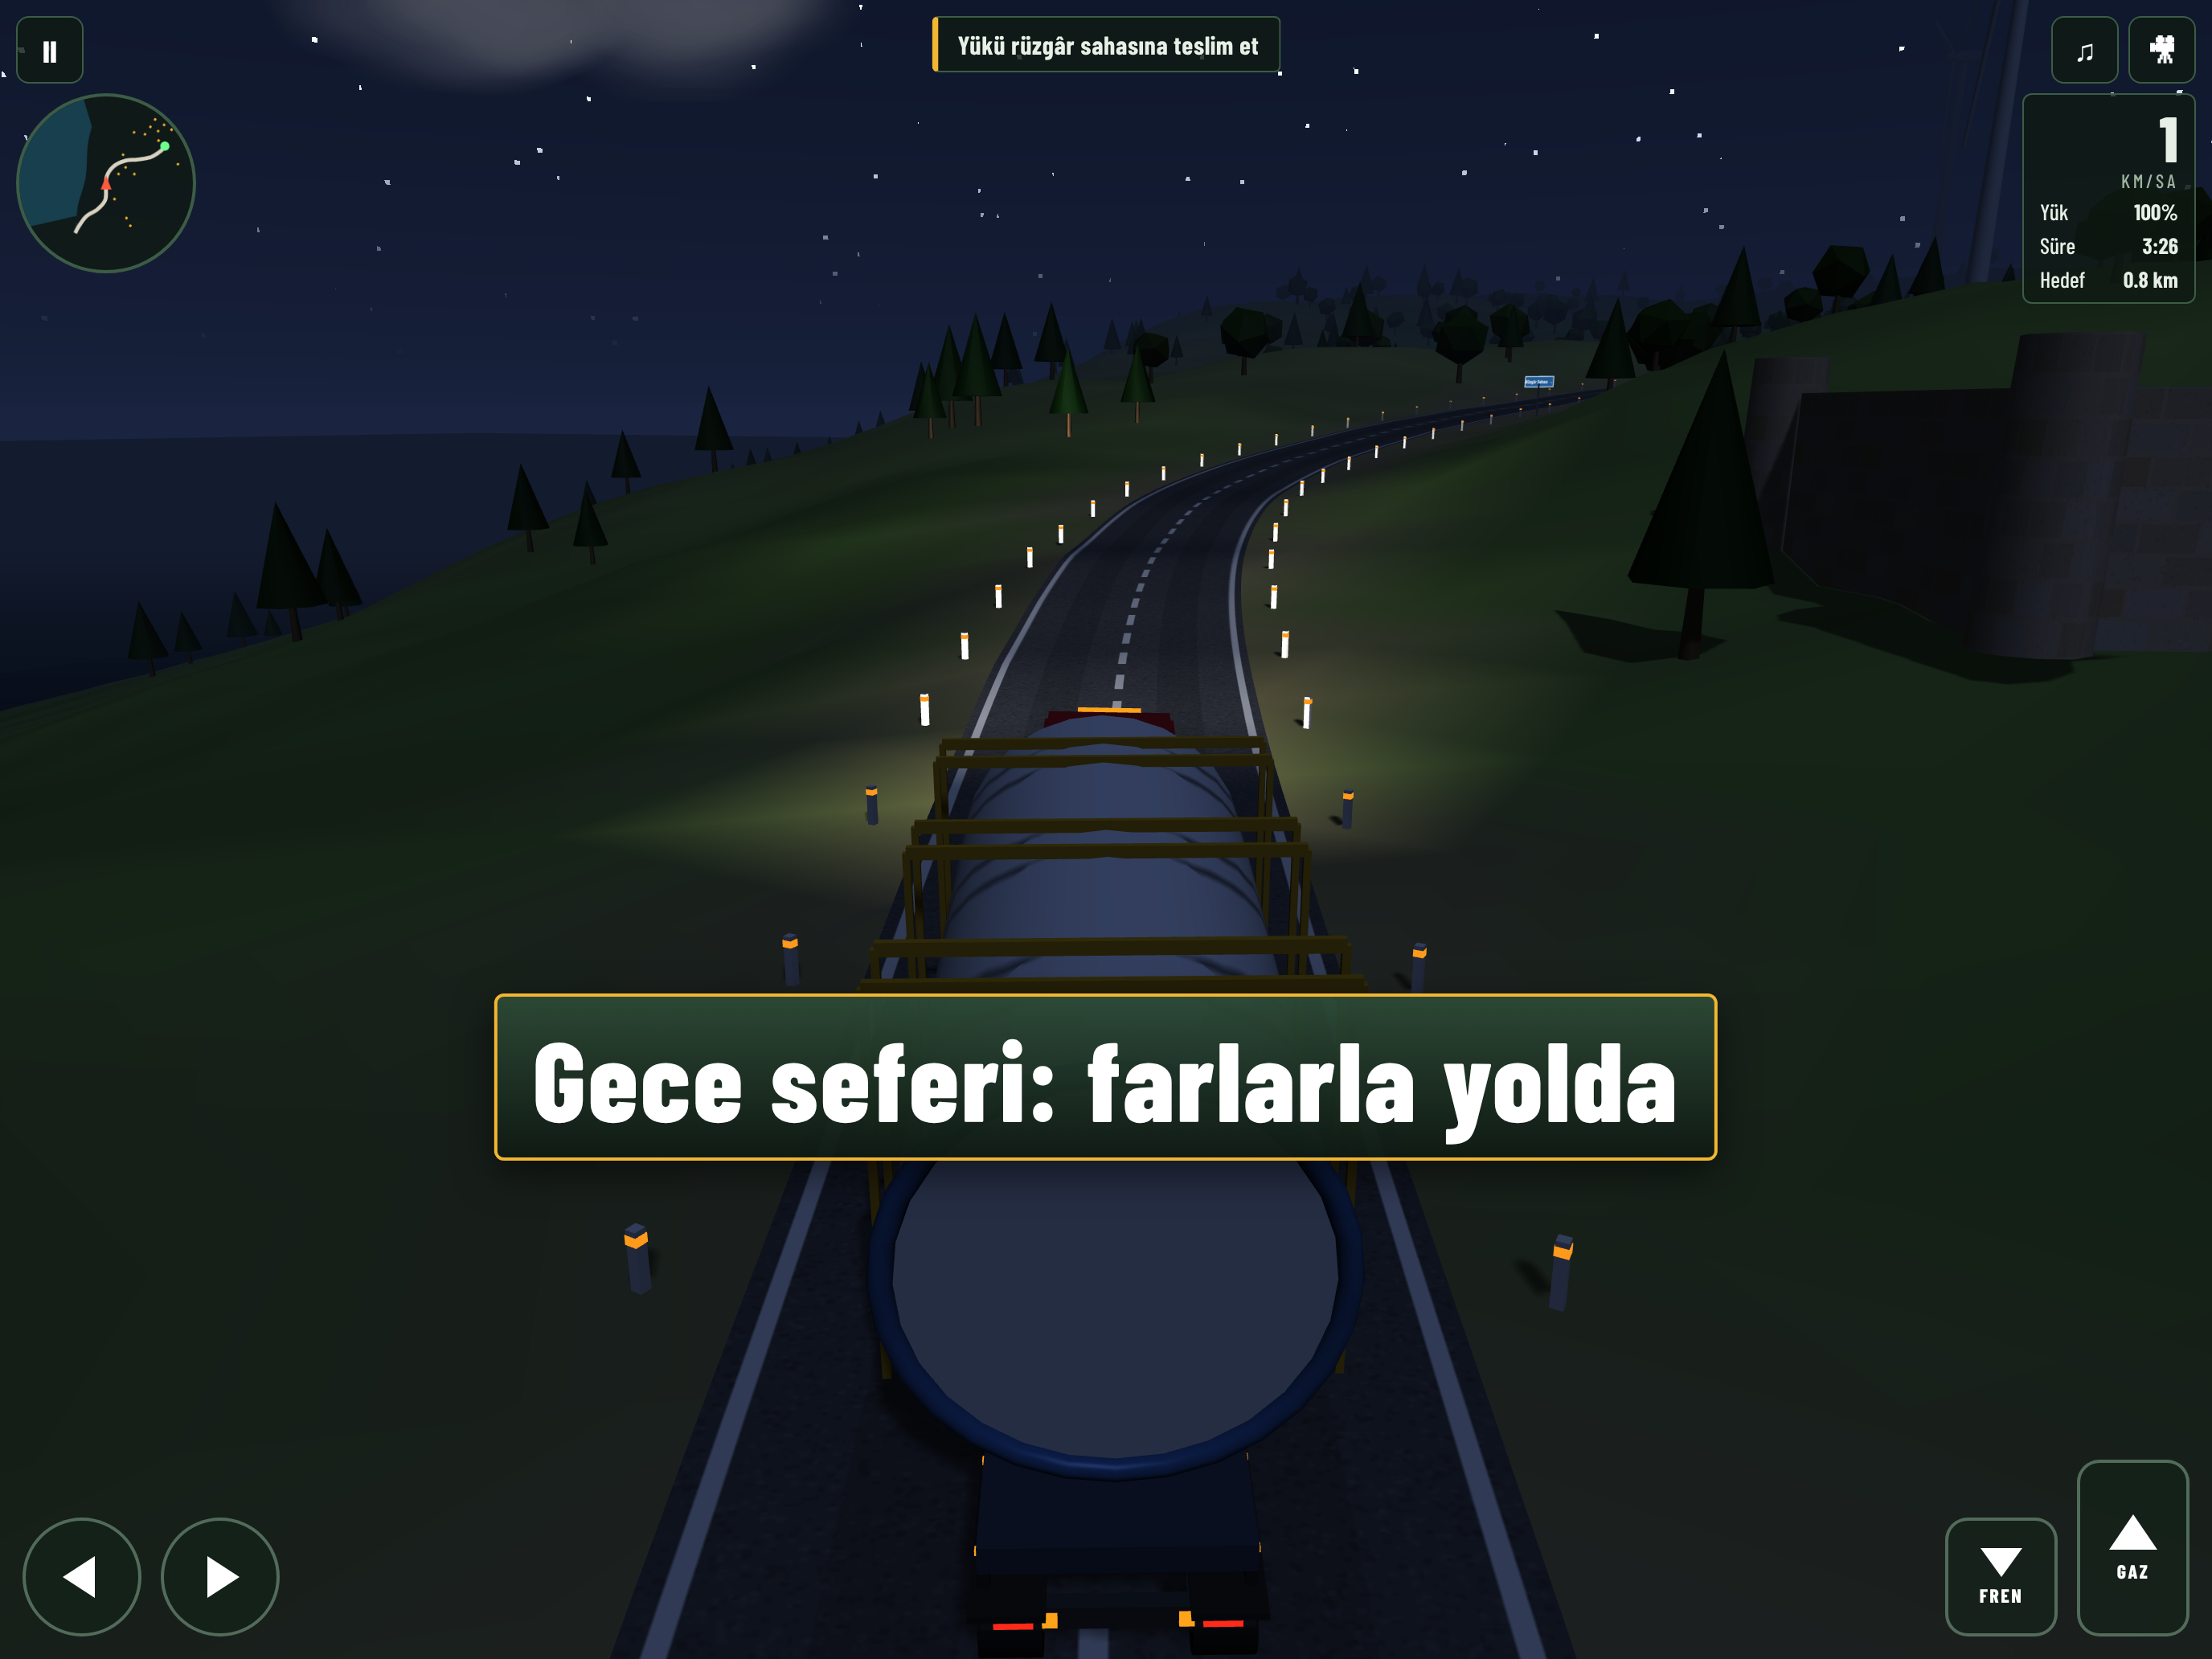 Yükü rüzgâr sahasına teslim et
1
KM/SA
Yük 100%
Süre 3:26
Hedef 0.8 km
Gece seferi: farlarla yolda
FREN
GAZ